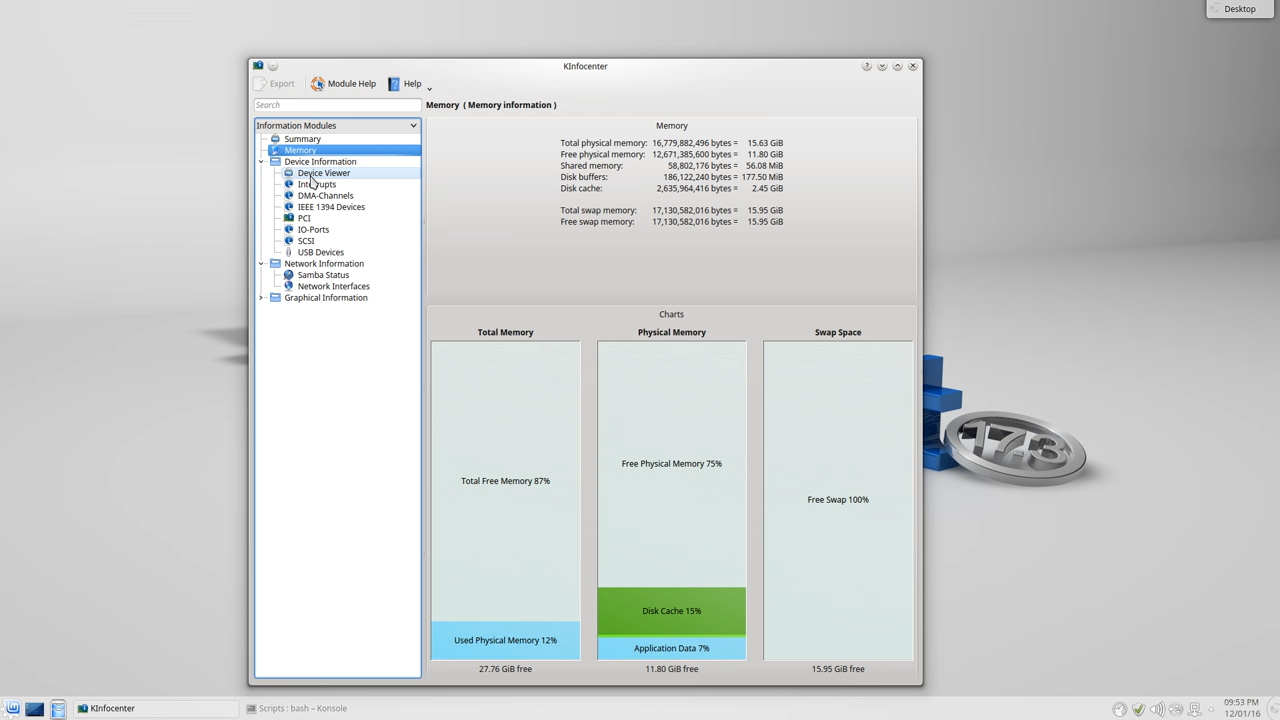 Desktop
KInfocenter
Export Module Help Help
Search
Memory ( Memory information )
Information Modules
Summary
Memory
Device Information
Device Viewer
Interrupts
DMA-Channels
IEEE 1394 Devices
PCI
IO-Ports
SCSI
USB Devices
Network Information
Samba Status
Network Interfaces
Graphical Information
Memory
Total physical memory: 16,779,882,496 bytes = 15.63 GiB
Free physical memory: 12,671,385,600 bytes = 11.80 GiB
Shared memory: 58,802,176 bytes = 56.08 MiB
Disk buffers: 186,122,240 bytes = 177.50 MiB
Disk cache: 2,635,964,416 bytes = 2.45 GiB
Total swap memory: 17,130,582,016 bytes = 15.95 GiB
Free swap memory: 17,130,582,016 bytes = 15.95 GiB
Charts
Total Memory
Total Free Memory 87%
Used Physical Memory 12%
27.76 GiB free
Physical Memory
Free Physical Memory 75%
Disk Cache 15%
Application Data 7%
11.80 GiB free
Swap Space
Free Swap 100%
15.95 GiB free
17.3
KInfocenter
Scripts : bash – Konsole
09:53 PM
12/01/16